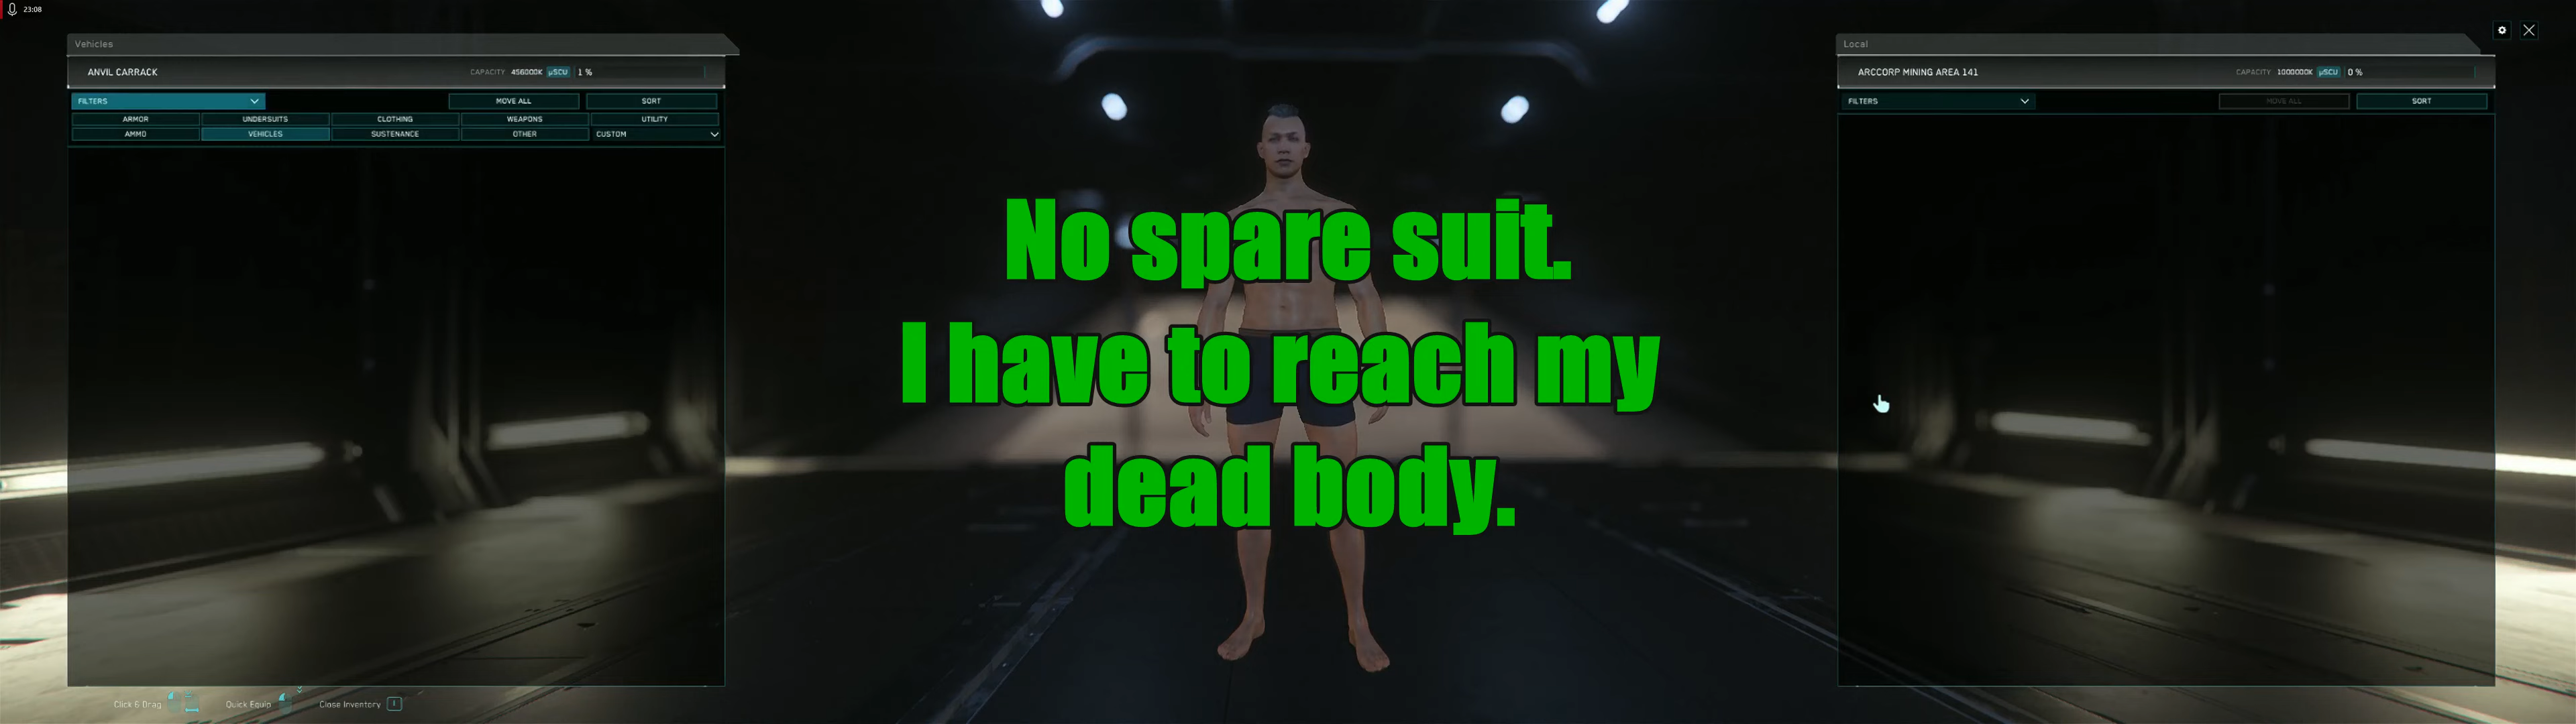 23:08
Vehicles
ANVIL CARRACK
CAPACITY 456000K µSCU 1 %
FILTERS
MOVE ALL
SORT
ARMOR UNDERSUITS CLOTHING WEAPONS UTILITY
AMMO VEHICLES SUSTENANCE OTHER CUSTOM
No spare suit.
I have to reach my
dead body.
Local
ARCCORP MINING AREA 141
CAPACITY 1000000K µSCU 0 %
FILTERS
MOVE ALL
SORT
Click & Drag
Quick Equip
Close Inventory I